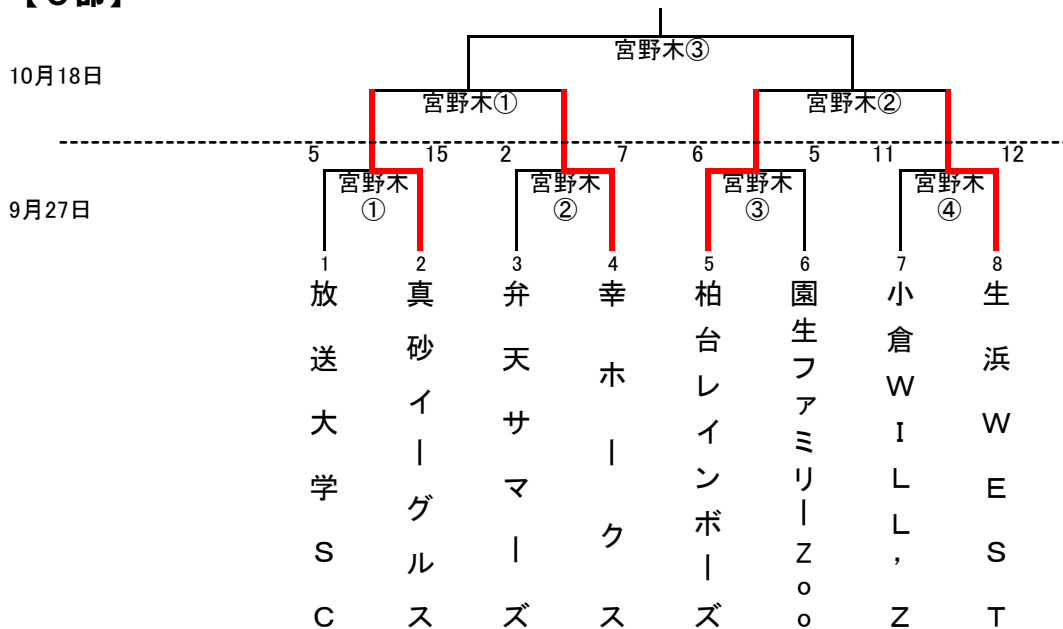 宮野木③
10月18日
宮野木① 宮野木②
5 15 2 7 6 5 11 12
宮野木① 宮野木② 宮野木③ 宮野木④
9月27日
1 2 3 4 5 6 7 8
放送大学SC
真砂イーグルス
弁天サマーズ
幸ホークス
柏台レインボーズ
園生ファミリーZoo
小倉WILL'Z
生浜WEST